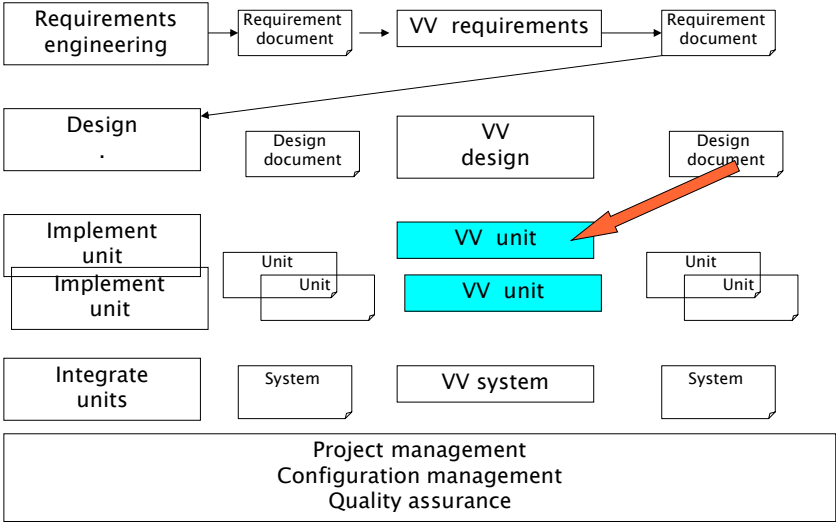 Requirements
engineering
Requirement
document
VV requirements
Requirement
document
Design
.
Design
document
VV
design
Design
document
Implement
unit
Unit
VV unit
Unit
Implement
unit
Unit
VV unit
Unit
Integrate
units
System
VV system
System
Project management
Configuration management
Quality assurance